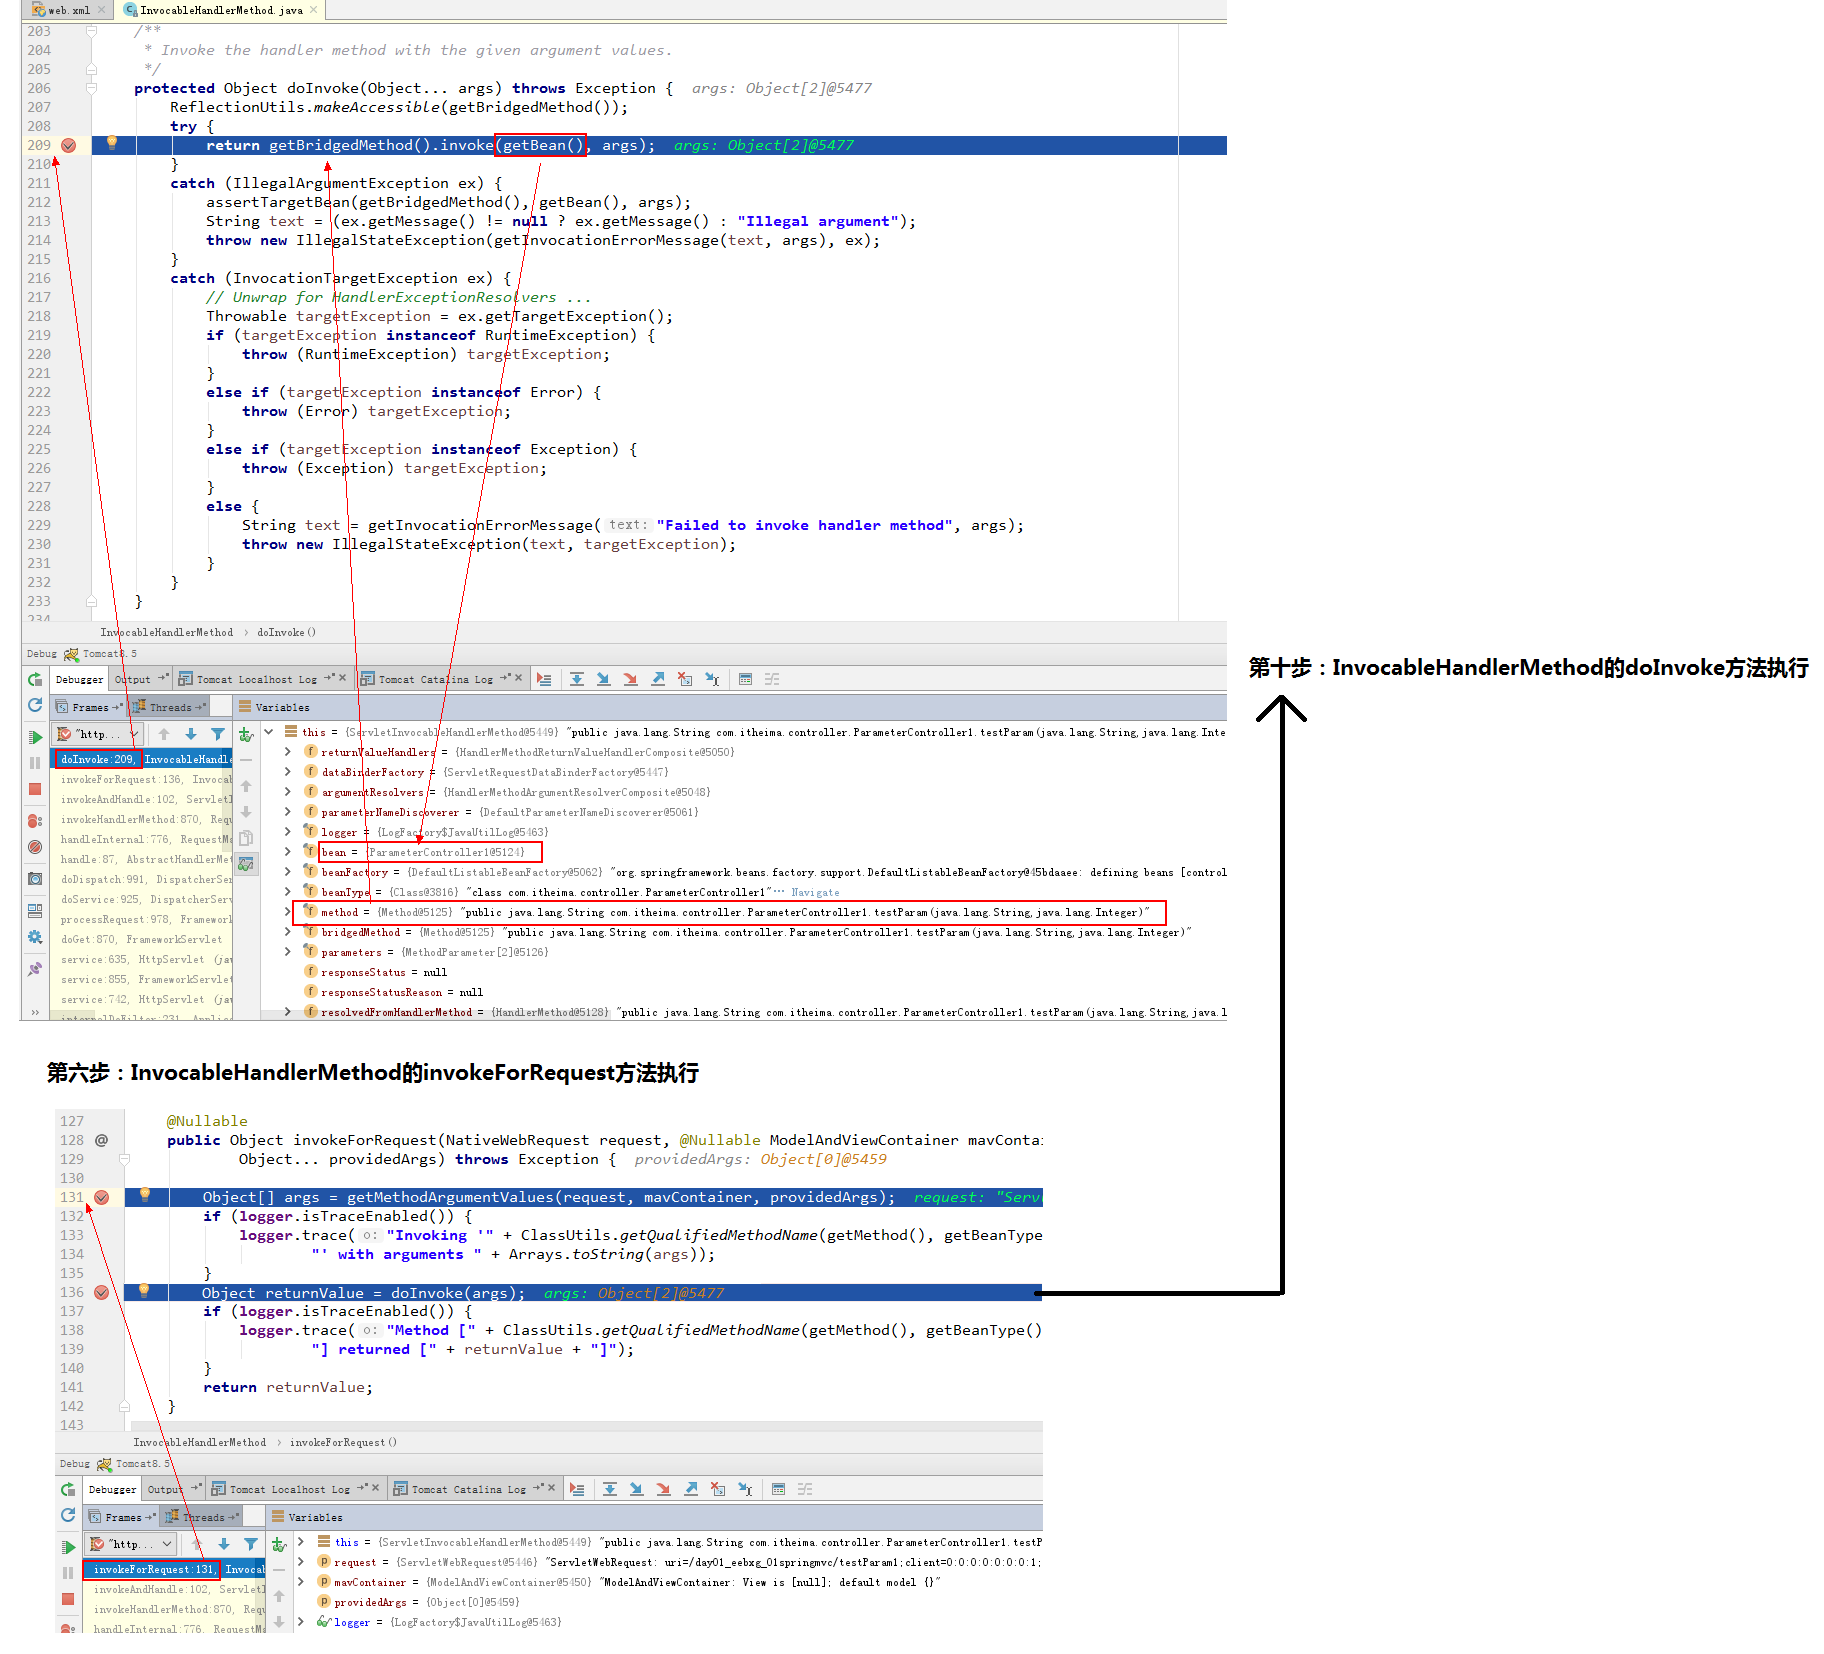 web.xml
InvocableHandlerMethod.java
203 /**
204 * Invoke the handler method with the given argument values.
205 */
206 protected Object doInvoke(Object... args) throws Exception { args: Object[2]@5477
207 ReflectionUtils.makeAccessible(getBridgedMethod());
208 try {
209 return getBridgedMethod().invoke(getBean(), args); args: Object[2]@5477
210 }
211 catch (IllegalArgumentException ex) {
212 assertTargetBean(getBridgedMethod(), getBean(), args);
213 String text = (ex.getMessage() != null ? ex.getMessage() : "Illegal argument");
214 throw new IllegalStateException(getInvocationErrorMessage(text, args), ex);
215 }
216 catch (InvocationTargetException ex) {
217 // Unwrap for HandlerExceptionResolvers ...
218 Throwable targetException = ex.getTargetException();
219 if (targetException instanceof RuntimeException) {
220 throw (RuntimeException) targetException;
221 }
222 else if (targetException instanceof Error) {
223 throw (Error) targetException;
224 }
225 else if (targetException instanceof Exception) {
226 throw (Exception) targetException;
227 }
228 else {
229 String text = getInvocationErrorMessage( text: "Failed to invoke handler method", args);
230 throw new IllegalStateException(text, targetException);
231 }
232 }
233 }
234
InvocableHandlerMethod › doInvoke()
Debug Tomcat8.5
Debugger Output Tomcat Localhost Log Tomcat Catalina Log
Frames Threads Variables
"http...
doInvoke:209, InvocableHandle
invokeForRequest:136, Invocab
invokeAndHandle:102, ServletI
invokeHandlerMethod:870, Requ
handleInternal:776, RequestMa
handle:87, AbstractHandlerMet
doDispatch:991, DispatcherSer
doService:925, DispatcherServ
processRequest:978, Framework
doGet:870, FrameworkServlet
service:635, HttpServlet (jav
service:855, FrameworkServlet
service:742, HttpServlet (jav
internalDoFilter:231, Applic
this = {ServletInvocableHandlerMethod@5449} "public java.lang.String com.itheima.controller.ParameterController1.testParam(java.lang.String,java.lang.Inte
returnValueHandlers = {HandlerMethodReturnValueHandlerComposite@5050}
dataBinderFactory = {ServletRequestDataBinderFactory@5447}
argumentResolvers = {HandlerMethodArgumentResolverComposite@5048}
parameterNameDiscoverer = {DefaultParameterNameDiscoverer@5061}
logger = {LogFactory$JavaUtilLog@5463}
bean = {ParameterController1@5124}
beanFactory = {DefaultListableBeanFactory@5062} "org.springframework.beans.factory.support.DefaultListableBeanFactory@45bdaaee: defining beans [control
beanType = {Class@3816} "class com.itheima.controller.ParameterController1"... Navigate
method = {Method@5125} "public java.lang.String com.itheima.controller.ParameterController1.testParam(java.lang.String,java.lang.Integer)"
bridgedMethod = {Method@5125} "public java.lang.String com.itheima.controller.ParameterController1.testParam(java.lang.String,java.lang.Integer)"
parameters = {MethodParameter[2]@5126}
responseStatus = null
responseStatusReason = null
resolvedFromHandlerMethod = {HandlerMethod@5128} "public java.lang.String com.itheima.controller.ParameterController1.testParam(java.lang.String,java.l
第十步：InvocableHandlerMethod的doInvoke方法执行
第六步：InvocableHandlerMethod的invokeForRequest方法执行
127 @Nullable
128 @ public Object invokeForRequest(NativeWebRequest request, @Nullable ModelAndViewContainer mavConta
129 Object... providedArgs) throws Exception { providedArgs: Object[0]@5459
130
131 Object[] args = getMethodArgumentValues(request, mavContainer, providedArgs); request: "Serv
132 if (logger.isTraceEnabled()) {
133 logger.trace( o: "Invoking '" + ClassUtils.getQualifiedMethodName(getMethod(), getBeanType
134 "' with arguments " + Arrays.toString(args));
135 }
136 Object returnValue = doInvoke(args); args: Object[2]@5477
137 if (logger.isTraceEnabled()) {
138 logger.trace( o: "Method [" + ClassUtils.getQualifiedMethodName(getMethod(), getBeanType()
139 "] returned [" + returnValue + "]");
140 }
141 return returnValue;
142 }
143
InvocableHandlerMethod › invokeForRequest()
Debug Tomcat8.5
Debugger Output Tomcat Localhost Log Tomcat Catalina Log
Frames Threads Variables
"http...
invokeForRequest:131, Invocab
invokeAndHandle:102, ServletI
invokeHandlerMethod:870, Requ
handleInternal:776, RequestMa
this = {ServletInvocableHandlerMethod@5449} "public java.lang.String com.itheima.controller.ParameterController1.testP
request = {ServletWebRequest@5446} "ServletWebRequest: uri=/day01_eebxg_01springmvc/testParam1;client=0:0:0:0:0:0:0:1;
mavContainer = {ModelAndViewContainer@5450} "ModelAndViewContainer: View is [null]; default model {}"
providedArgs = {Object[0]@5459}
logger = {LogFactory$JavaUtilLog@5463}